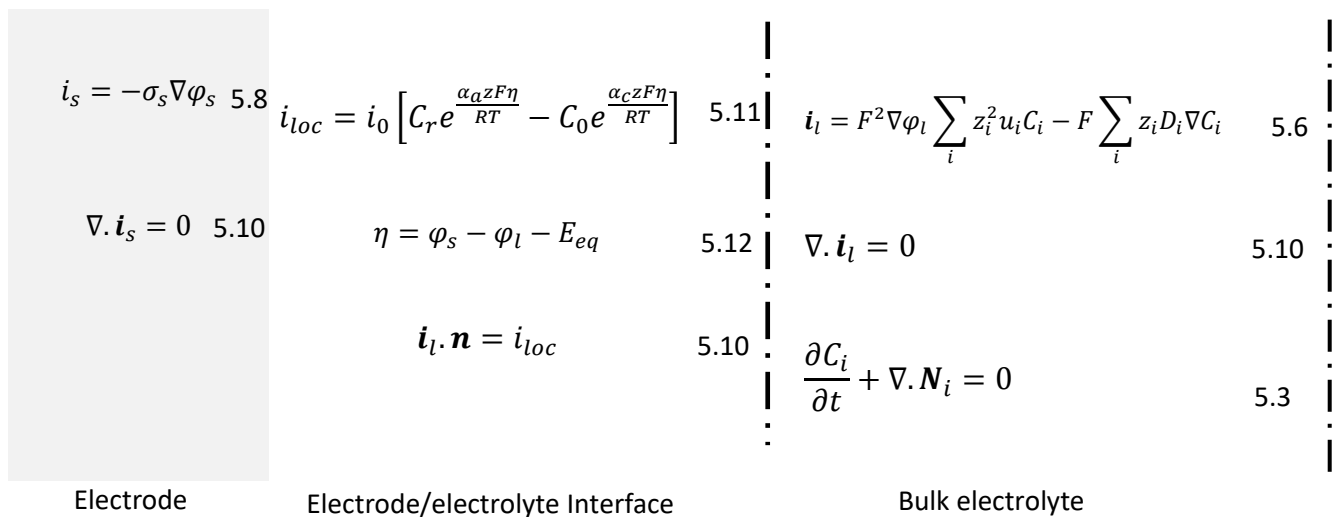 i_s = −σ_s∇φ_s 5.8
∇. i_s = 0 5.10
Electrode
i_loc = i_0 [C_r e^(α_a zFη/RT) − C_0 e^(α_c zFη/RT)] 5.11
η = φ_s − φ_l − E_eq 5.12
i_l. n = i_loc 5.10
Electrode/electrolyte Interface
i_l = F^2∇φ_l ∑_i z_i^2 u_i C_i − F ∑_i z_i D_i ∇C_i 5.6
∇. i_l = 0 5.10
∂C_i/∂t + ∇. N_i = 0 5.3
Bulk electrolyte